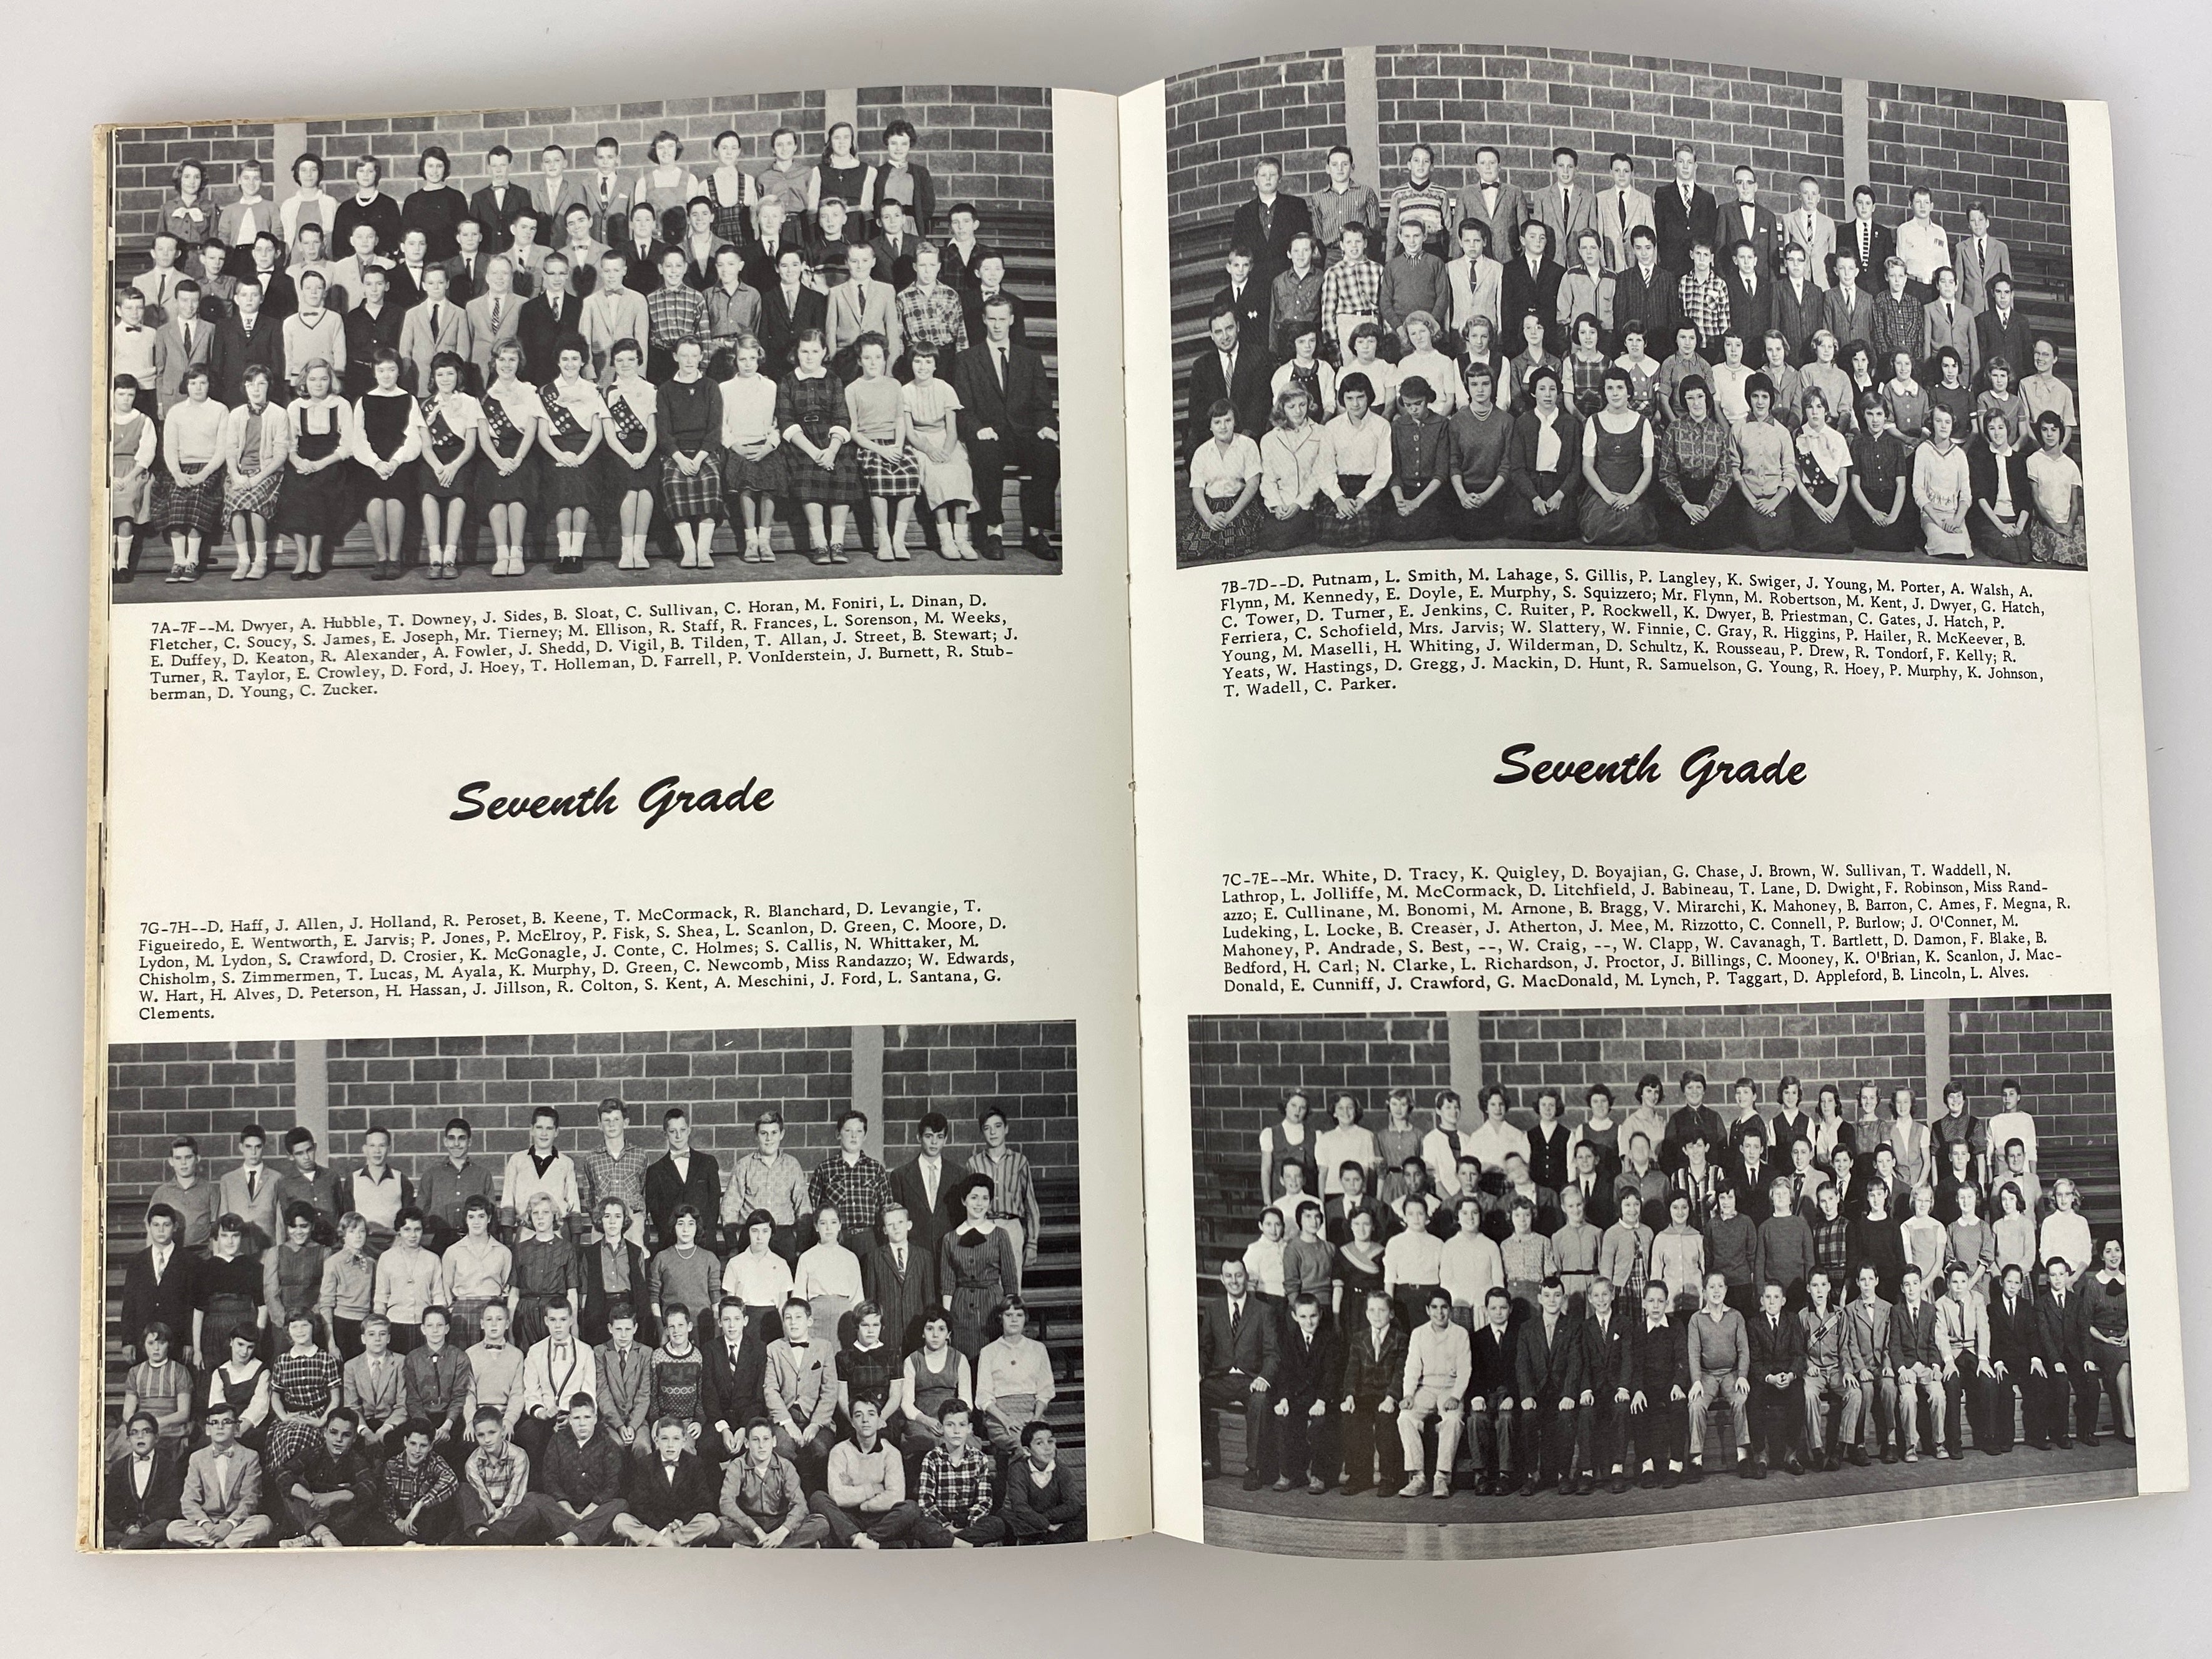 7A-7F--M. Dwyer, A. Hubble, T. Downey, J. Sides, B. Sloat, C. Sullivan, C. Horan, M. Foniri, L. Dinan, D.
Fletcher, C. Soucy, S. James, E. Joseph, Mr. Tierney; M. Ellison, R. Staff, R. Frances, L. Sorenson, M. Weeks,
E. Duffey, D. Keaton, R. Alexander, A. Fowler, J. Shedd, D. Vigil, B. Tilden, T. Allan, J. Street, B. Stewart; J.
Turner, R. Taylor, E. Crowley, D. Ford, J. Hoey, T. Holleman, D. Farrell, P. VonIderstein, J. Burnett, R. Stub-
berman, D. Young, C. Zucker.
Seventh Grade
7G-7H--D. Haff, J. Allen, J. Holland, R. Peroset, B. Keene, T. McCormack, R. Blanchard, D. Levangie, T.
Figueiredo, E. Wentworth, E. Jarvis; P. Jones, P. McElroy, P. Fisk, S. Shea, L. Scanlon, D. Green, C. Moore, D.
Lydon, M. Lydon, S. Crawford, D. Crosier, K. McGonagle, J. Conte, C. Holmes; S. Callis, N. Whittaker, M.
Chisholm, S. Zimmermen, T. Lucas, M. Ayala, K. Murphy, D. Green, C. Newcomb, Miss Randazzo; W. Edwards,
W. Hart, H. Alves, D. Peterson, H. Hassan, J. Jillson, R. Colton, S. Kent, A. Meschini, J. Ford, L. Santana, G.
Clements.
7B-7D--D. Putnam, L. Smith, M. Lahage, S. Gillis, P. Langley, K. Swiger, J. Young, M. Porter, A. Walsh, A.
Flynn, M. Kennedy, E. Doyle, E. Murphy, S. Squizzero; Mr. Flynn, M. Robertson, M. Kent, J. Dwyer, G. Hatch,
C. Tower, D. Turner, E. Jenkins, C. Ruiter, P. Rockwell, K. Dwyer, B. Priestman, C. Gates, J. Hatch, P.
Ferriera, C. Schofield, Mrs. Jarvis; W. Slattery, W. Finnie, C. Gray, R. Higgins, P. Hailer, R. McKeever, B.
Young, M. Maselli, H. Whiting, J. Wilderman, D. Schultz, K. Rousseau, P. Drew, R. Tondorf, F. Kelly; R.
Yeats, W. Hastings, D. Gregg, J. Mackin, D. Hunt, R. Samuelson, G. Young, R. Hoey, P. Murphy, K. Johnson,
T. Wadell, C. Parker.
Seventh Grade
7C-7E--Mr. White, D. Tracy, K. Quigley, D. Boyajian, G. Chase, J. Brown, W. Sullivan, T. Waddell, N.
Lathrop, L. Jolliffe, M. McCormack, D. Litchfield, J. Babineau, T. Lane, D. Dwight, F. Robinson, Miss Rand-
azzo; E. Cullinane, M. Bonomi, M. Arnone, B. Bragg, V. Mirarchi, K. Mahoney, B. Barron, C. Ames, F. Megna, R.
Ludeking, L. Locke, B. Creaser, J. Atherton, J. Mee, M. Rizzotto, C. Connell, P. Burlow; J. O'Conner, M.
Mahoney, P. Andrade, S. Best, --, W. Craig, --, W. Clapp, W. Cavanagh, T. Bartlett, D. Damon, F. Blake, B.
Bedford, H. Carl; N. Clarke, L. Richardson, J. Proctor, J. Billings, C. Mooney, K. O'Brian, K. Scanlon, J. Mac-
Donald, E. Cunniff, J. Crawford, G. MacDonald, M. Lynch, P. Taggart, D. Appleford, B. Lincoln, L. Alves.